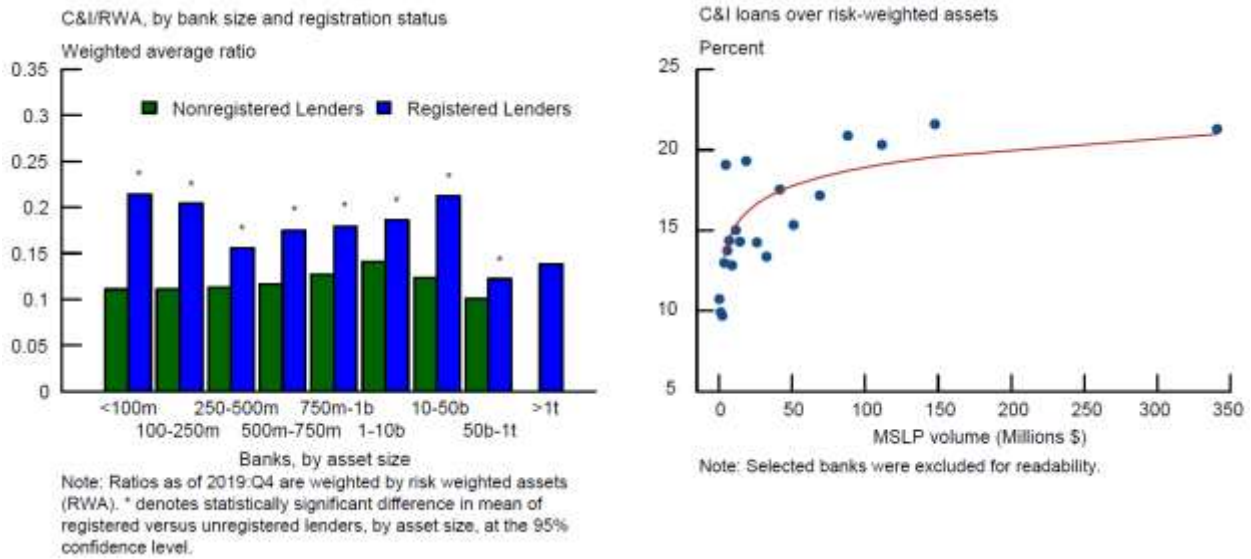 C&I/RWA, by bank size and registration status
Weighted average ratio
0.35
0.3
0.25
0.2
0.15
0.1
0.05
0
Nonregistered Lenders Registered Lenders
* * * * * * * *
<100m 250-500m 750m-1b 10-50b >1t
100-250m 500m-750m 1-10b 50b-1t
Banks, by asset size
Note: Ratios as of 2019:Q4 are weighted by risk weighted assets
(RWA). * denotes statistically significant difference in mean of
registered versus unregistered lenders, by asset size, at the 95%
confidence level.
C&I loans over risk-weighted assets
Percent
25
20
15
10
5
0 50 100 150 200 250 300 350
MSLP volume (Millions $)
Note: Selected banks were excluded for readability.